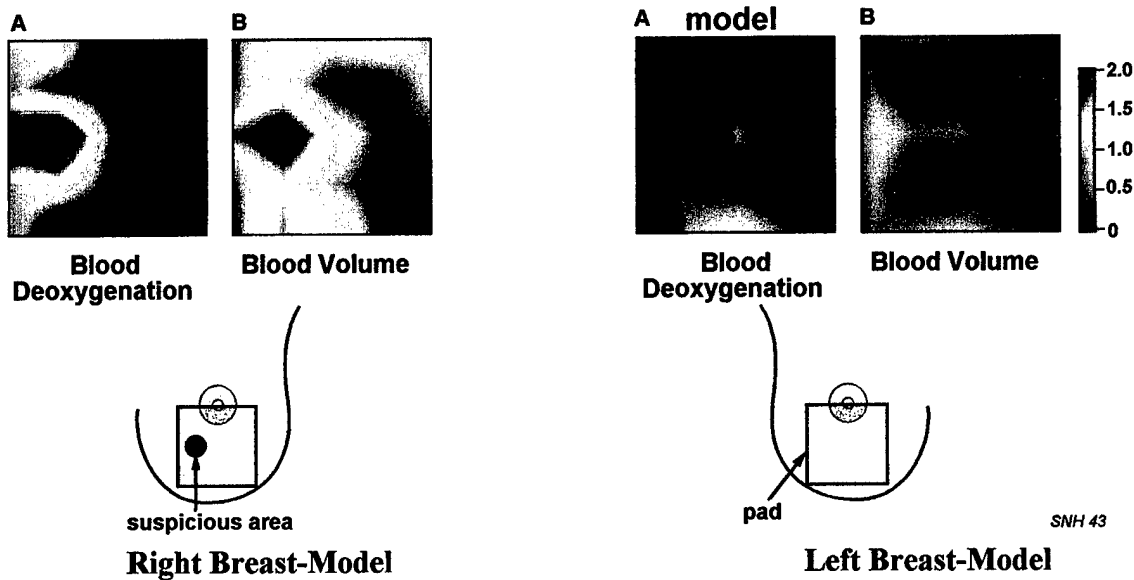 A
B
Blood
Deoxygenation
Blood Volume
suspicious area
Right Breast-Model
model
A
B
2.0
1.5
1.0
0.5
0
Blood
Deoxygenation
Blood Volume
pad
SNH 43
Left Breast-Model